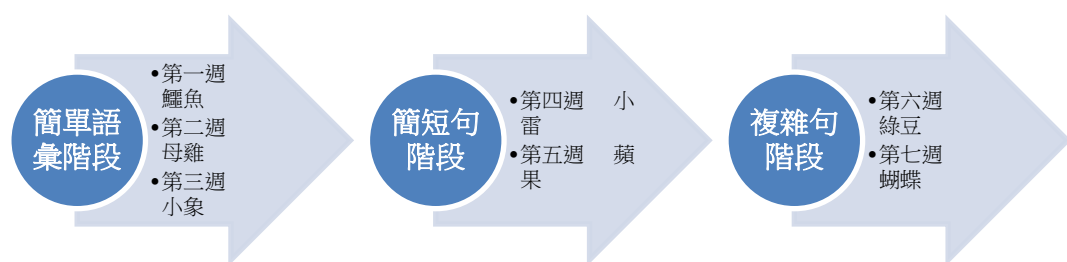 簡單語
彙階段
•第一週
鱷魚
•第二週
母雞
•第三週
小象
簡短句
階段
•第四週 小
雷
•第五週 蘋
果
複雜句
階段
•第六週
綠豆
•第七週
蝴蝶